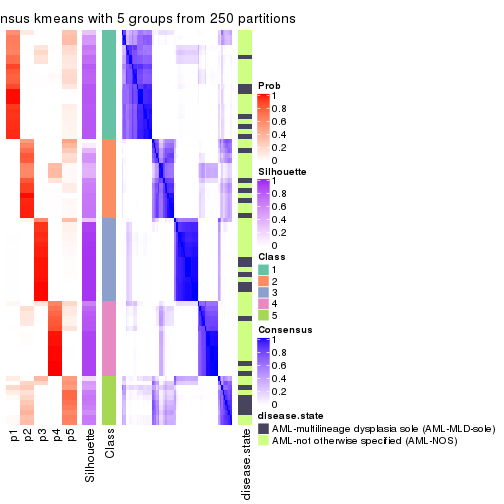 nsus kmeans with 5 groups from 250 partitions
Prob
1
0.8
0.6
0.4
0.2
0
Silhouette
1
0.8
0.6
0.4
0.2
0
Class
1
2
3
4
5
Consensus
1
0.8
0.6
0.4
0.2
0
disease.state
AML-multilineage dysplasia sole (AML-MLD-sole)
AML-not otherwise specified (AML-NOS)
p1
p2
p3
p4
p5
Silhouette
Class
disease.state